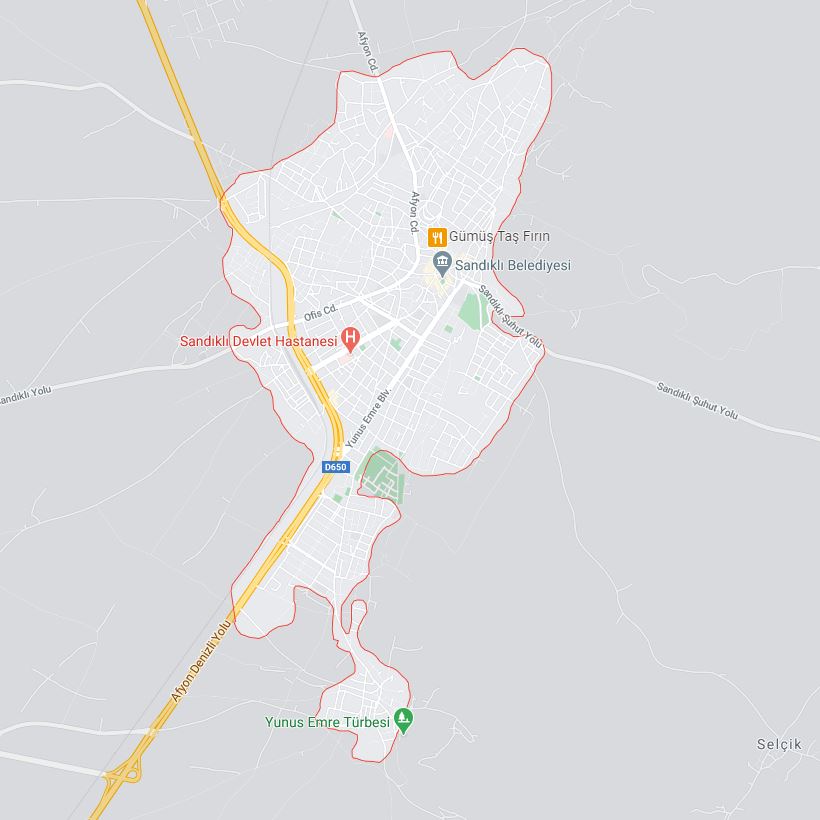 Afyon Cd.
Afyon Cd.
Gümüş Taş Fırın
Sandıklı Belediyesi
Sandıklı Şuhut Yolu
Ofis Cd.
Sandıklı Devlet Hastanesi
H
andıklı Yolu
Sandıklı Şuhut Yolu
Yunus Emre Blv.
D650
Afyon Denizli Yolu
Yunus Emre Türbesi
Selçik